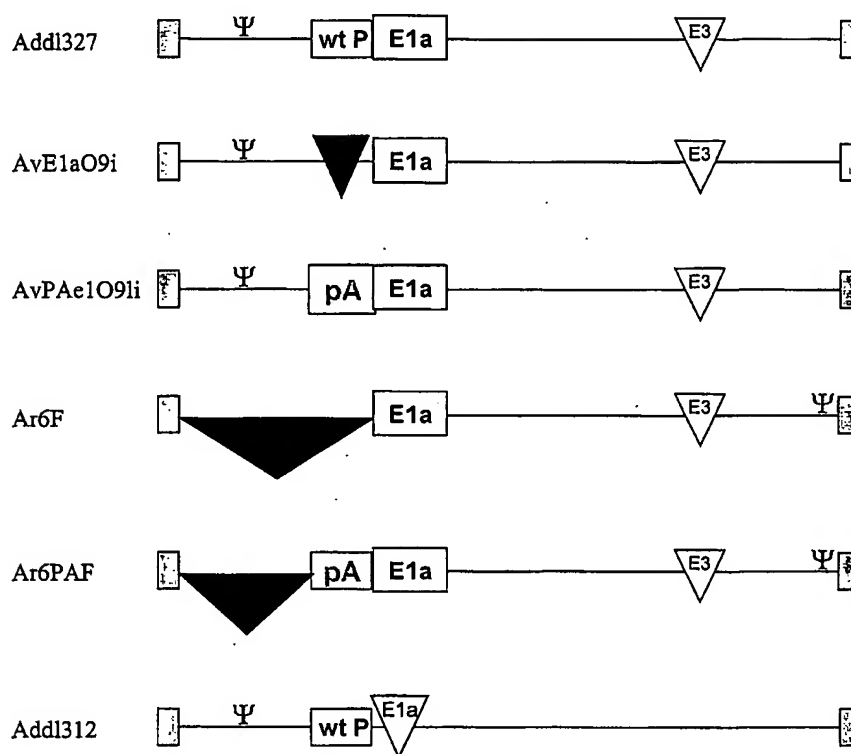 Addl327 Ψ wt P E1a E3
AvE1aO9i Ψ E1a E3
AvPAe1O9li Ψ pA E1a E3
Ar6F E1a E3 Ψ
Ar6PAF pA E1a E3 Ψ
Addl312 Ψ wt P E1a